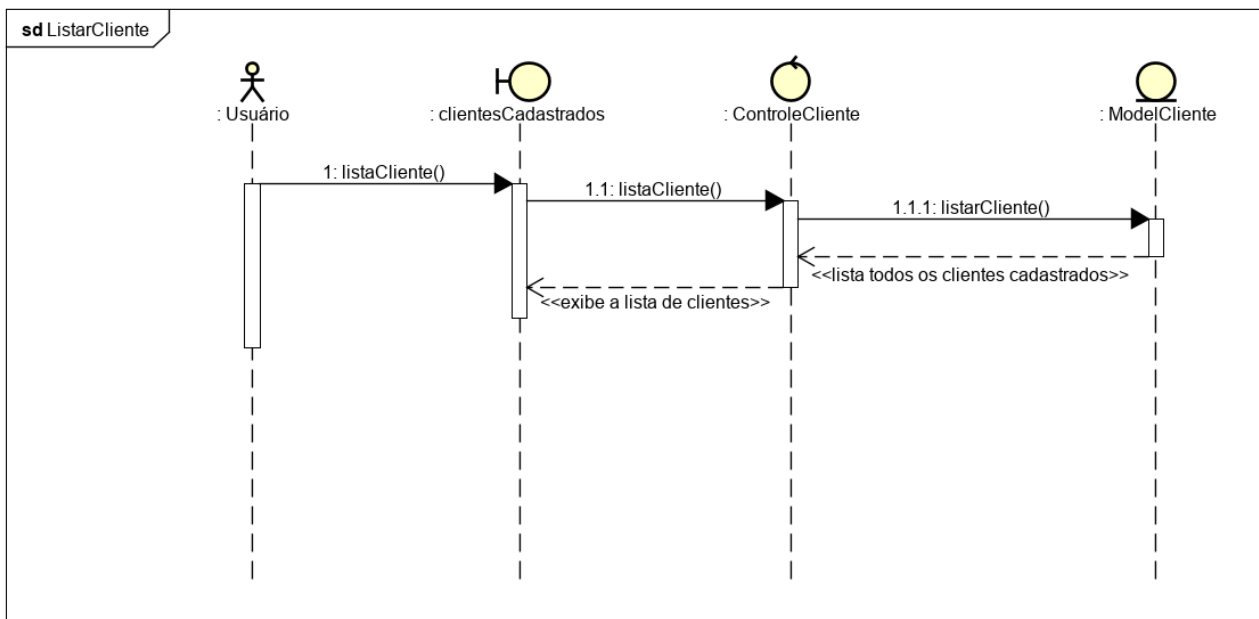 sd ListarCliente
: Usuário
: clientesCadastrados
: ControleCliente
: ModelCliente
1: listaCliente()
1.1: listaCliente()
1.1.1: listarCliente()
<<lista todos os clientes cadastrados>>
<<exibe a lista de clientes>>